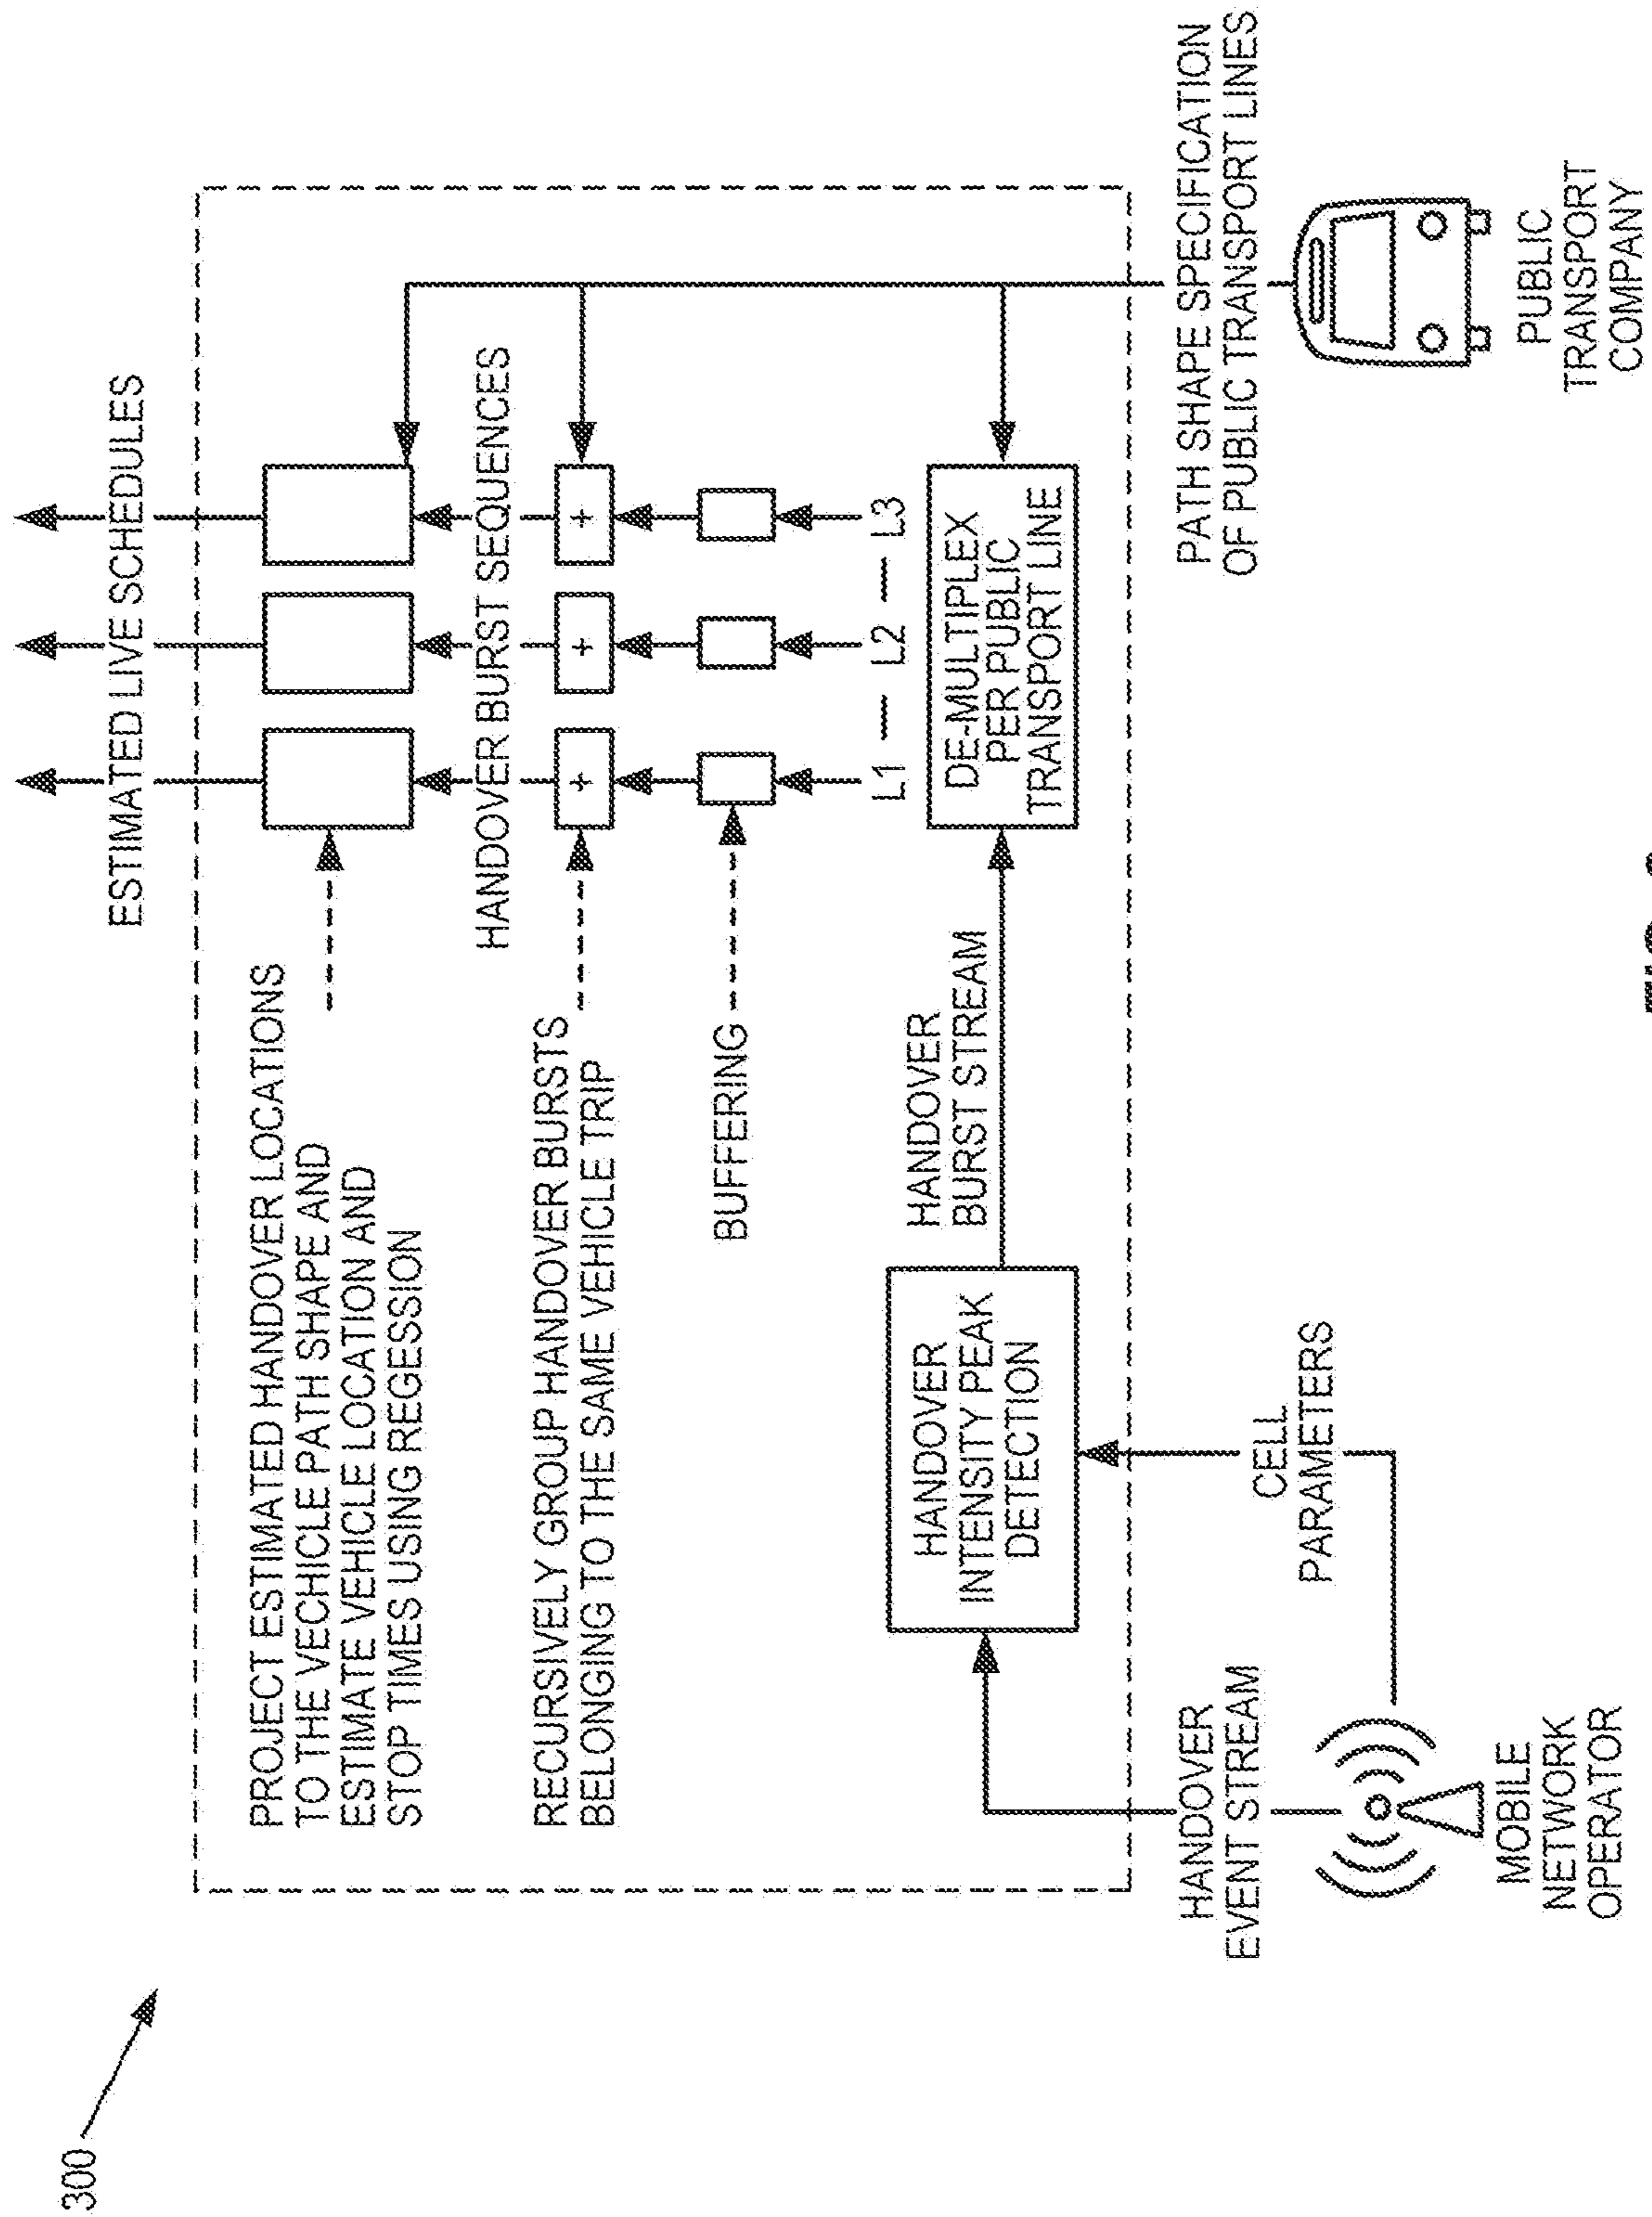 300
ESTIMATED LIVE SCHEDULES
PROJECT ESTIMATED HANDOVER LOCATIONS
TO THE VECHICLE PATH SHAPE AND
ESTIMATE VEHICLE LOCATION AND
STOP TIMES USING REGESSION
HANDOVER BURST SEQUENCES
RECURSIVELY GROUP HANDOVER BURSTS
BELONGING TO THE SAME VEHICLE TRIP
+ + +
BUFFERING
L1 — L2 — L3
HANDOVER
BURST STREAM
DE-MULTIPLEX
PER PUBLIC
TRANSPORT LINE
HANDOVER
INTENSITY PEAK
DETECTION
HANDOVER
EVENT STREAM
CELL
PARAMETERS
PATH SHAPE SPECIFICATION
OF PUBLIC TRANSPORT LINES
MOBILE
NETWORK
OPERATOR
PUBLIC
TRANSPORT
COMPANY